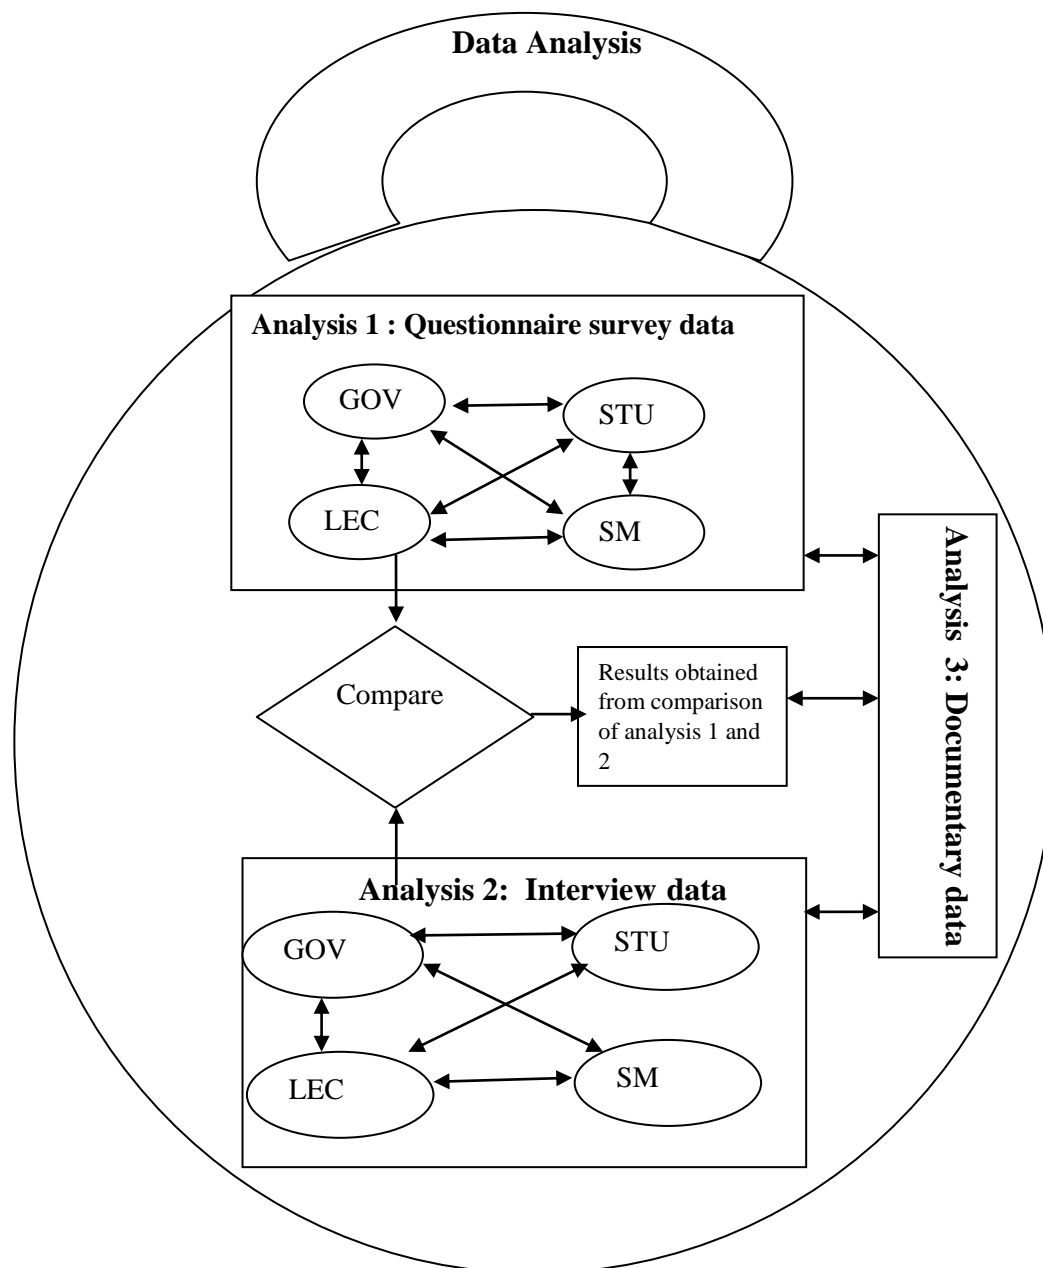 Data Analysis
Analysis 1 : Questionnaire survey data
GOV
STU
LEC
SM
Compare
Results obtained
from comparison
of analysis 1 and
2
Analysis 3: Documentary data
Analysis 2: Interview data
GOV
STU
LEC
SM